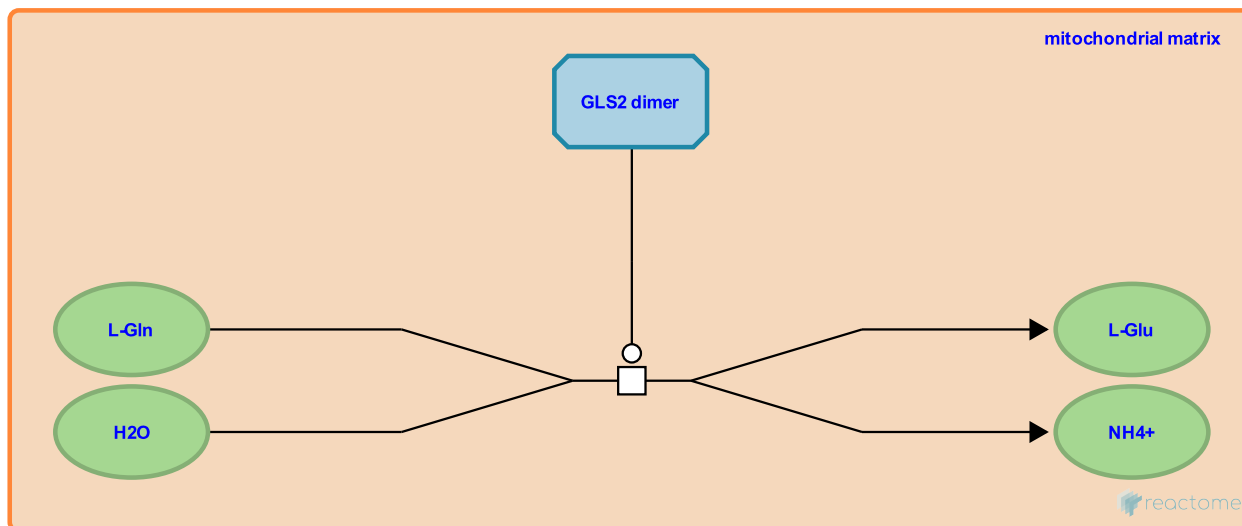 mitochondrial matrix
GLS2 dimer
L-Gln
L-Glu
H2O
NH4+
reactome